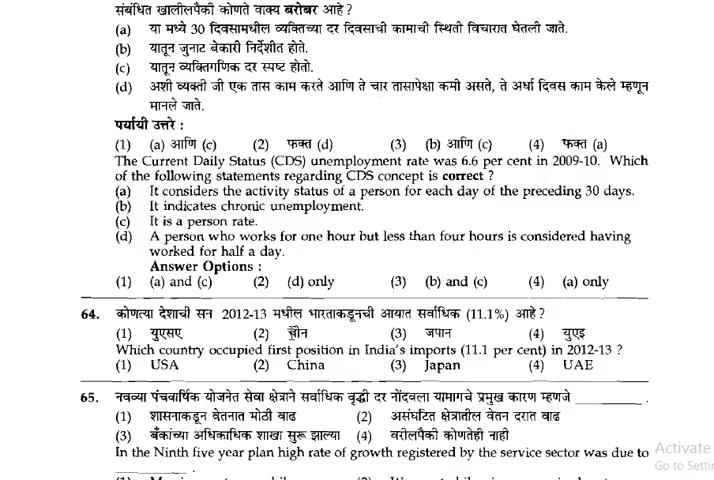 संबंधित खालीलपैकी कोणते वाक्य बरोबर आहे ?
(a) या मध्ये 30 दिवसामधील व्यक्तिच्या दर दिवसाची कामाची स्थिती विचारात घेतली जाते.
(b) यातून जुनाट बेकारी निर्देशीत होते.
(c) यातून व्यक्तिगणिक दर स्पष्ट होतो.
(d) अशी व्यक्ती जी एक तास काम करते आणि ते चार तासापेक्षा कमी असते, ते अर्धा दिवस काम केले म्हणून
मानले जाते.
पर्यायी उत्तरे :
(1) (a) आणि (c) (2) फक्त (d) (3) (b) आणि (c) (4) फक्त (a)
The Current Daily Status (CDS) unemployment rate was 6.6 per cent in 2009-10. Which
of the following statements regarding CDS concept is correct ?
(a) It considers the activity status of a person for each day of the preceding 30 days.
(b) It indicates chronic unemployment.
(c) It is a person rate.
(d) A person who works for one hour but less than four hours is considered having
worked for half a day.
Answer Options :
(1) (a) and (c) (2) (d) only (3) (b) and (c) (4) (a) only
64. कोणत्या देशाची सन 2012-13 मधील भारताकडूनची आयात सर्वाधिक (11.1%) आहे ?
(1) युएसए (2) चीन (3) जपान (4) युएइ
Which country occupied first position in India's imports (11.1 per cent) in 2012-13 ?
(1) USA (2) China (3) Japan (4) UAE
65. नवव्या पंचवार्षिक योजनेत सेवा क्षेत्राने सर्वाधिक वृद्धी दर नोंदवला यामागचे प्रमुख कारण म्हणजे ________.
(1) शासनाकडून वेतनात मोठी वाढ (2) असंघटित क्षेत्रातील वेतन दरात वाढ
(3) बँकांच्या अधिकाधिक शाखा सुरू झाल्या (4) वरीलपैकी कोणतेही नाही
In the Ninth five year plan high rate of growth registered by the service sector was due to
________.
Activate
Go to Settin